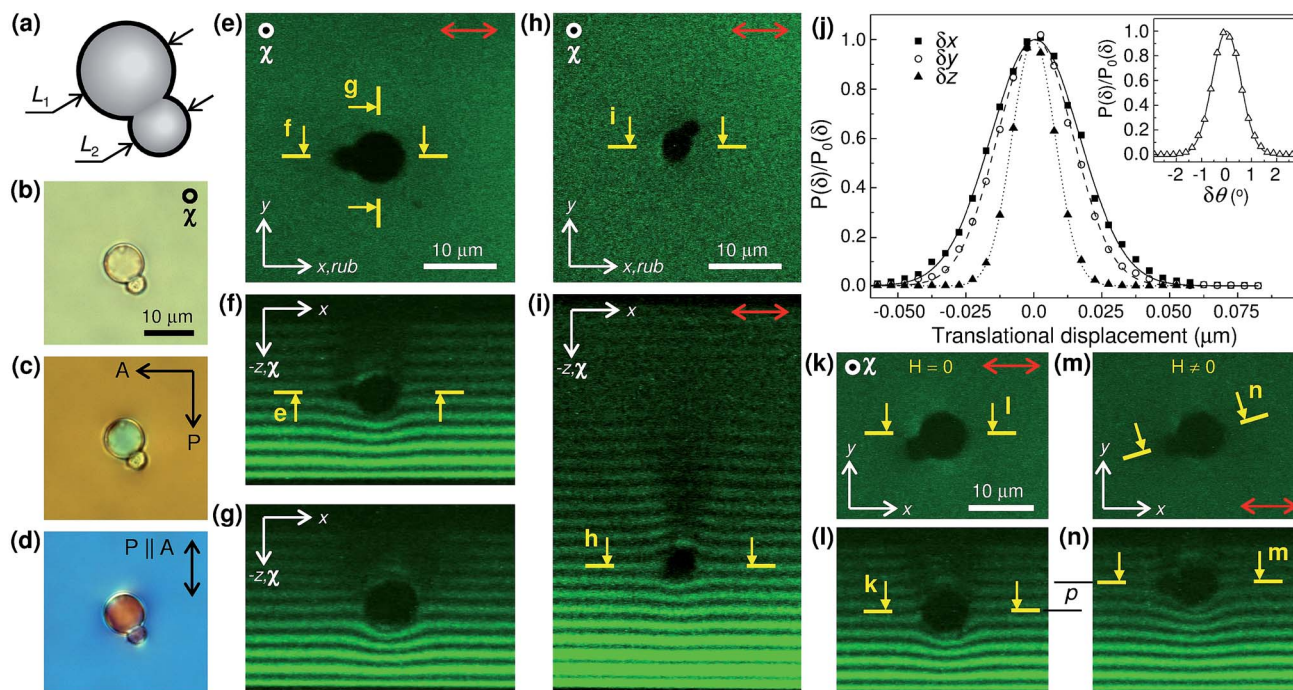 (a)
L1
L2
(b)
χ
10 μm
(c)
A
P
(d)
P || A
(e)
χ
g
f
y
x,rub
10 μm
(f)
x
-z,χ
e
(g)
x
-z,χ
(h)
χ
i
y
x,rub
10 μm
(i)
x
-z,χ
h
(j)
P(δ)/P0(δ)
1.0
0.8
0.6
0.4
0.2
0.0
δx
δy
δz
-0.050
-0.025
0.0
0.025
0.050
0.075
Translational displacement (μm)
P(δ)/P0(δ)
1.0
0.8
0.6
0.4
0.2
0.0
-2
-1
0
1
2
δθ (°)
(k)
χ
H = 0
l
y
x
10 μm
(m)
H ≠ 0
n
y
x
(l)
x
-z,χ
k
p
(n)
x
-z,χ
m